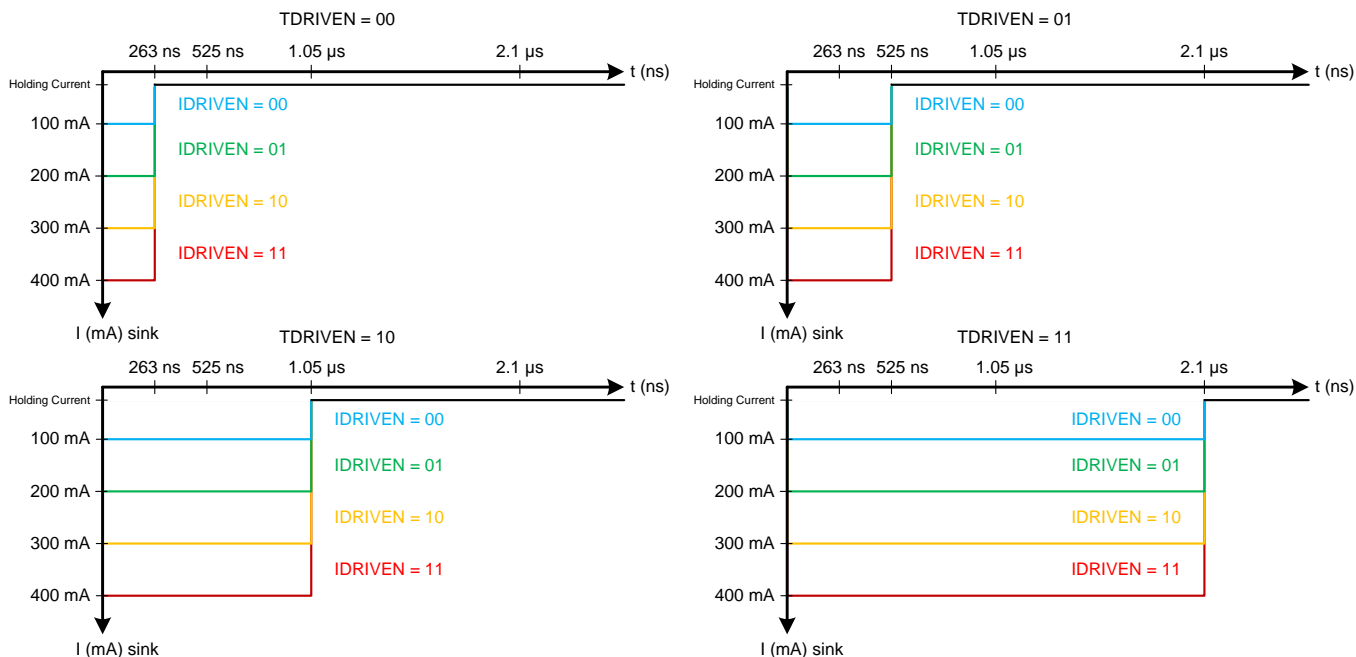 TDRIVEN = 00
263 ns 525 ns 1.05 µs 2.1 µs
t (ns)
Holding Current
IDRIVEN = 00
100 mA
IDRIVEN = 01
200 mA
IDRIVEN = 10
300 mA
IDRIVEN = 11
400 mA
I (mA) sink
TDRIVEN = 01
263 ns 525 ns 1.05 µs 2.1 µs
t (ns)
Holding Current
IDRIVEN = 00
100 mA
IDRIVEN = 01
200 mA
IDRIVEN = 10
300 mA
IDRIVEN = 11
400 mA
I (mA) sink
TDRIVEN = 10
263 ns 525 ns 1.05 µs 2.1 µs
t (ns)
Holding Current
IDRIVEN = 00
100 mA
IDRIVEN = 01
200 mA
IDRIVEN = 10
300 mA
IDRIVEN = 11
400 mA
I (mA) sink
TDRIVEN = 11
263 ns 525 ns 1.05 µs 2.1 µs
t (ns)
Holding Current
IDRIVEN = 00
100 mA
IDRIVEN = 01
200 mA
IDRIVEN = 10
300 mA
IDRIVEN = 11
400 mA
I (mA) sink